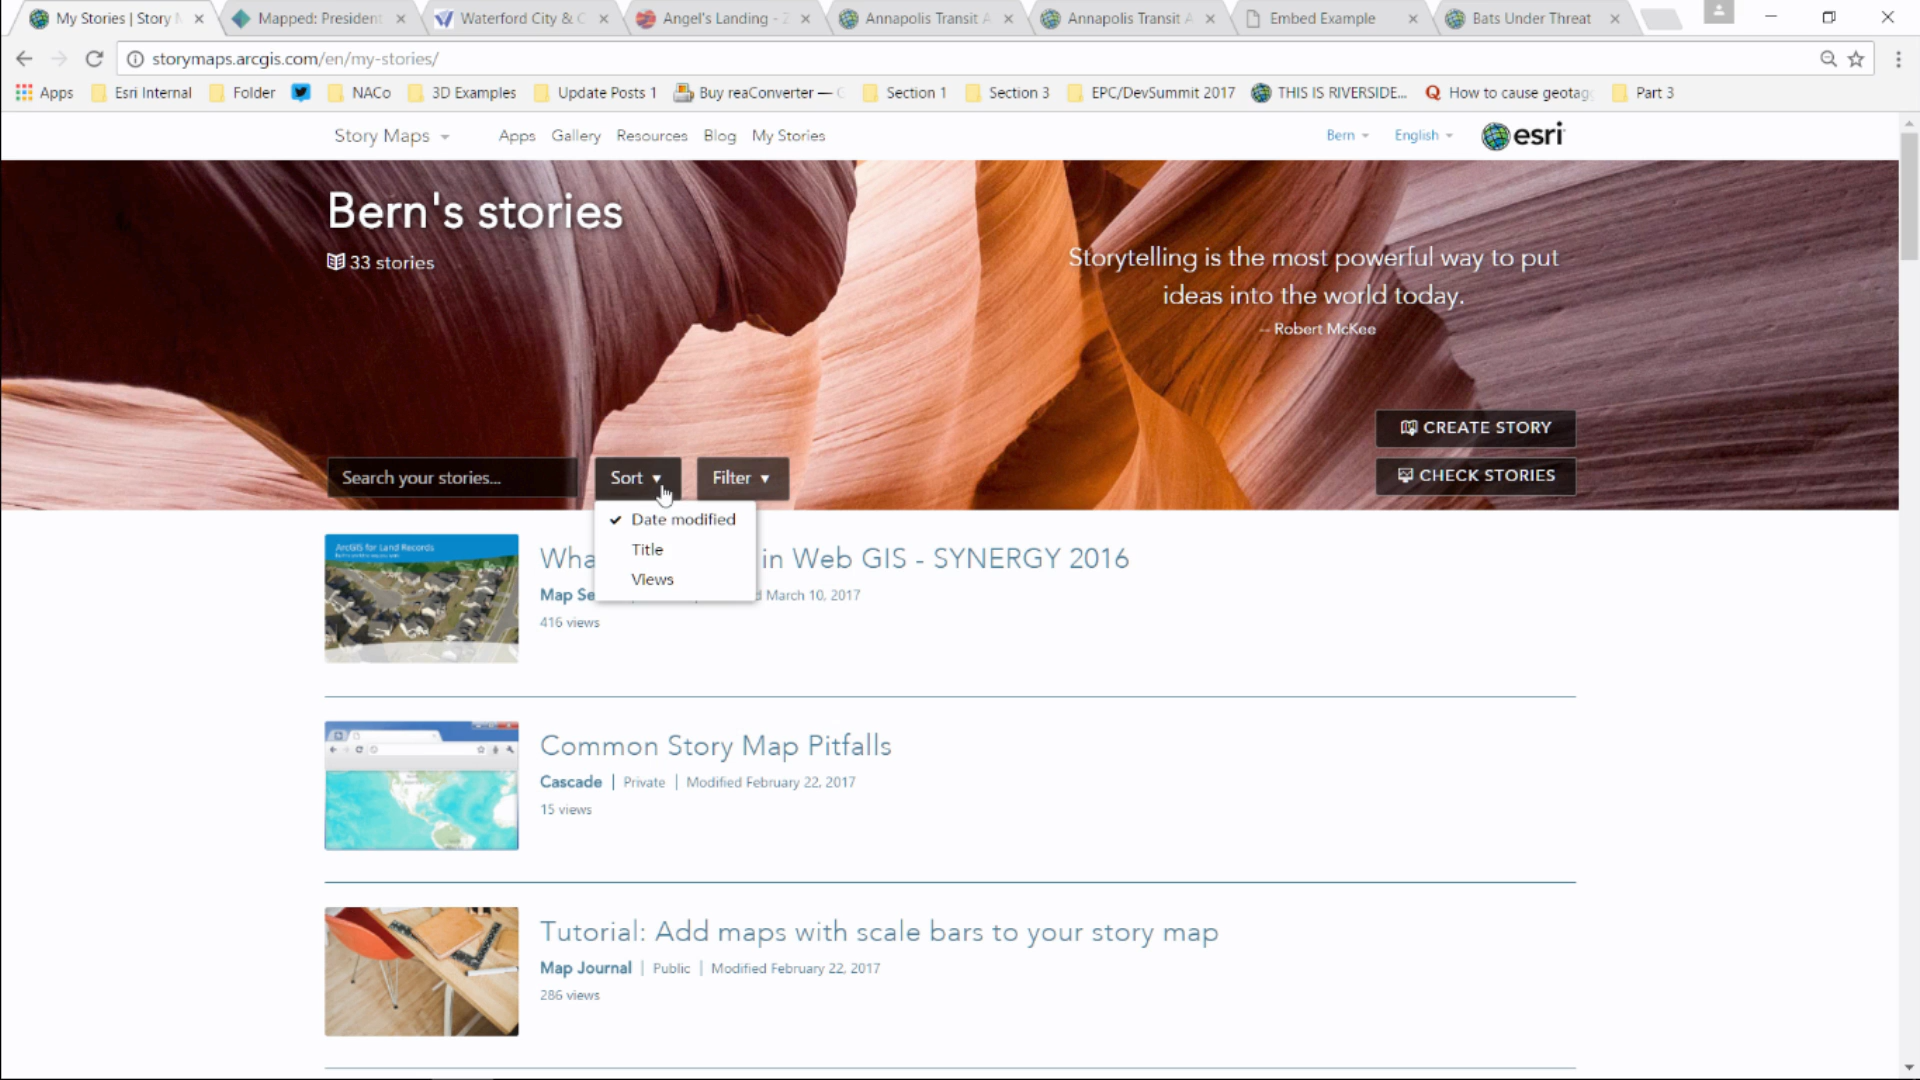 My Stories | Story
Mapped: President
Waterford City & C
Angel's Landing - Z
Annapolis Transit A
Annapolis Transit A
Embed Example
Bats Under Threat
storymaps.arcgis.com/en/my-stories/
Apps
Esri Internal
Folder
NACo
3D Examples
Update Posts 1
Buy reaConverter —
Section 1
Section 3
EPC/DevSummit 2017
THIS IS RIVERSIDE...
How to cause geotag
Part 3
Story Maps
Apps
Gallery
Resources
Blog
My Stories
Bern
English
esri
Bern's stories
33 stories
Storytelling is the most powerful way to put
ideas into the world today.
-- Robert McKee
CREATE STORY
CHECK STORIES
Search your stories...
Sort
Filter
Date modified
Title
Views
ArcGIS for Land Records
Wha in Web GIS - SYNERGY 2016
Map Se d March 10, 2017
416 views
Common Story Map Pitfalls
Cascade | Private | Modified February 22, 2017
15 views
Tutorial: Add maps with scale bars to your story map
Map Journal | Public | Modified February 22, 2017
286 views